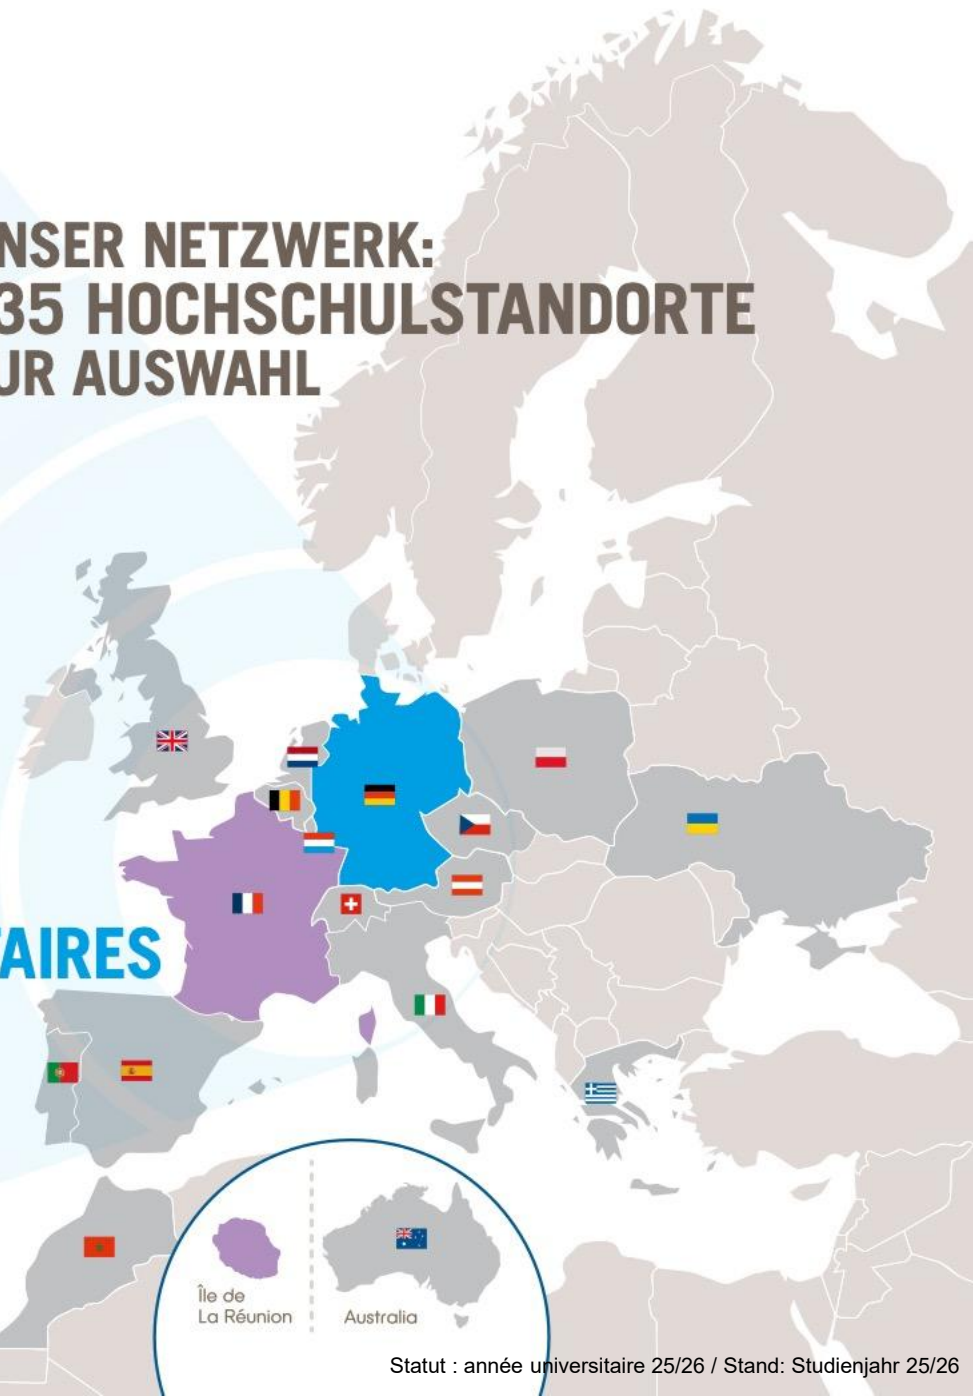 NSER NETZWERK:
35 HOCHSCHULSTANDORTE
UR AUSWAHL
AIRES
Île de
La Réunion
Australia
Statut : année universitaire 25/26 / Stand: Studienjahr 25/26